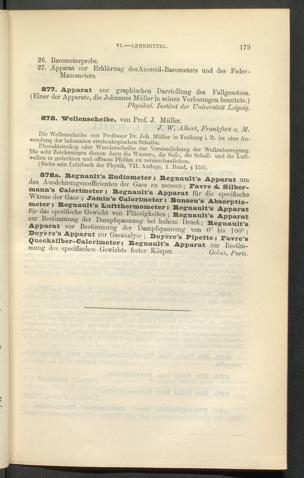 VI.—LEHRMITTEL. 179
26. Barometerprobe.
27. Apparat zur Erklärung des Aneroid-Barometers und des Feder-
Manometers.
877. Apparat zur graphischen Darstellung des Fallgesetzes.
(Einer der Apparate, die Johannes Müller in seinen Vorlesungen benutzte.)
Physikal. Institut der Universität Leipzig.
878. Wellenscheibe, von Prof. J. Müller.
J. W. Albert, Frankfurt a. M.
Die Wellenscheibe von Professor Dr. Joh. Müller in Freiburg i. B. ist eine An-
wendung der bekannten stroboskopischen Scheibe.
Phenakistoskop oder Wunderscheibe zur Versinnlichung der Wellenbewegung.
Die acht Zeichnungen dienen dazu die Wasser-, die Seil-, die Schall- und die Luft-
wellen in gedeckten und offenen Pfeifen zu veranschaulichen.
(Siehe sein Lehrbuch der Physik, VII. Auflage, 1. Band, § 155).
878a. Regnault's Eudiometer; Regnault's Apparat um
den Ausdehnungscoefficienten der Gase zu messen; Favre & Silber-
mann's Calorimeter; Regnault's Apparat für die specifische
Wärme der Gase; Jamin's Calorimeter; Bunsen's Absorptio-
meter; Regnault's Luftthermometer; Regnault's Apparat
für das specifische Gewicht von Flüssigkeiten; Regnault's Apparat
zur Bestimmung der Dampfspannung bei hohem Druck; Regnault's
Apparat zur Bestimmung der Dampfspannung von 0° bis 100°;
Doyère's Apparat zur Gasanalyse; Doyère's Pipette; Favre's
Quecksilber-Calorimeter; Regnault's Apparat zur Bestim-
mung des specifischen Gewichts fester Körper. Golaz, Paris.